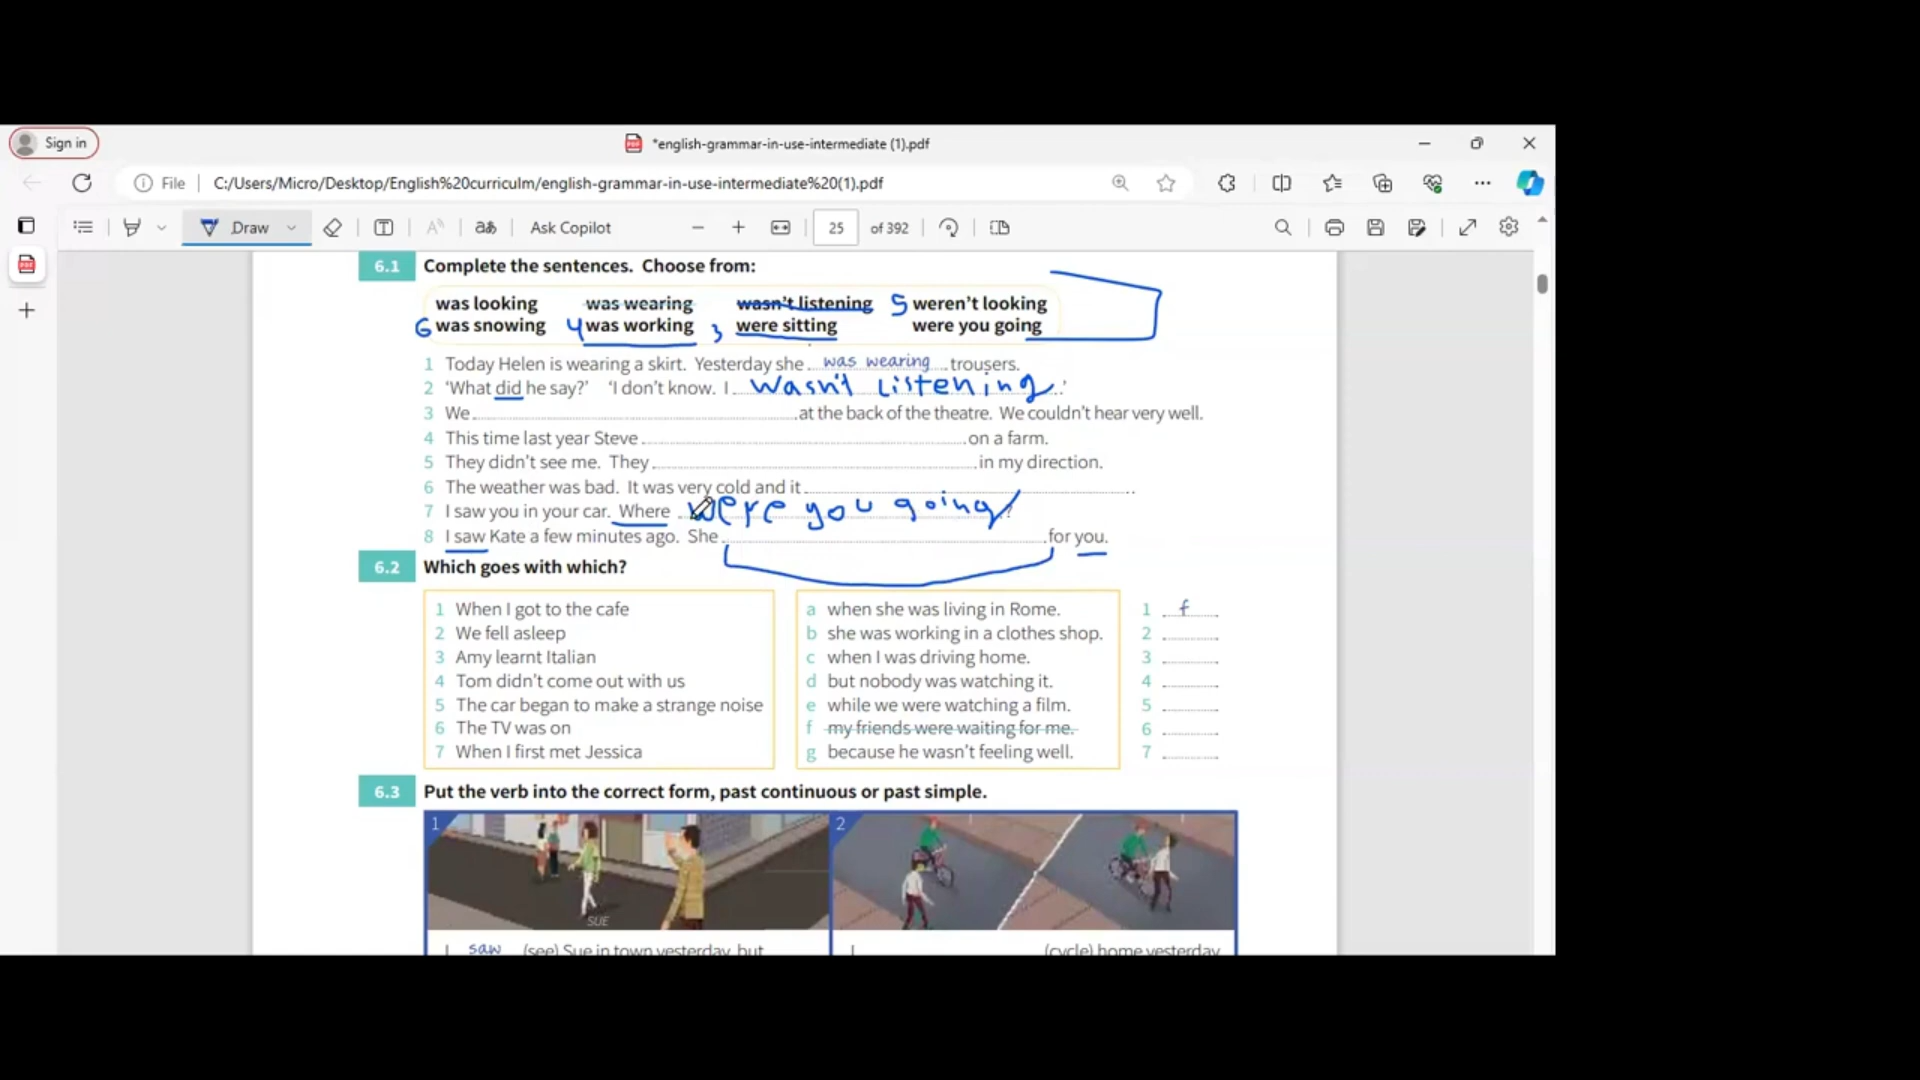 Sign in
*english-grammar-in-use-intermediate (1).pdf
File | C:/Users/Micro/Desktop/English%20curriculm/english-grammar-in-use-intermediate%20(1).pdf
Draw
Ask Copilot
25 of 392
6.1 Complete the sentences. Choose from:
was looking was wearing wasn't listening 5 weren't looking
6 was snowing 4 was working 3 were sitting were you going
1 Today Helen is wearing a skirt. Yesterday she was wearing trousers.
2 'What did he say?' 'I don't know. I wasn't listening.'
3 We at the back of the theatre. We couldn't hear very well.
4 This time last year Steve on a farm.
5 They didn't see me. They in my direction.
6 The weather was bad. It was very cold and it .
7 I saw you in your car. Where were you going ?
8 I saw Kate a few minutes ago. She for you.
6.2 Which goes with which?
1 When I got to the cafe a when she was living in Rome. 1 f
2 We fell asleep b she was working in a clothes shop. 2
3 Amy learnt Italian c when I was driving home. 3
4 Tom didn't come out with us d but nobody was watching it. 4
5 The car began to make a strange noise e while we were watching a film. 5
6 The TV was on f my friends were waiting for me. 6
7 When I first met Jessica g because he wasn't feeling well. 7
6.3 Put the verb into the correct form, past continuous or past simple.
1 2
SUE
I saw (see) Sue in town yesterday, but I (cycle) home yesterday